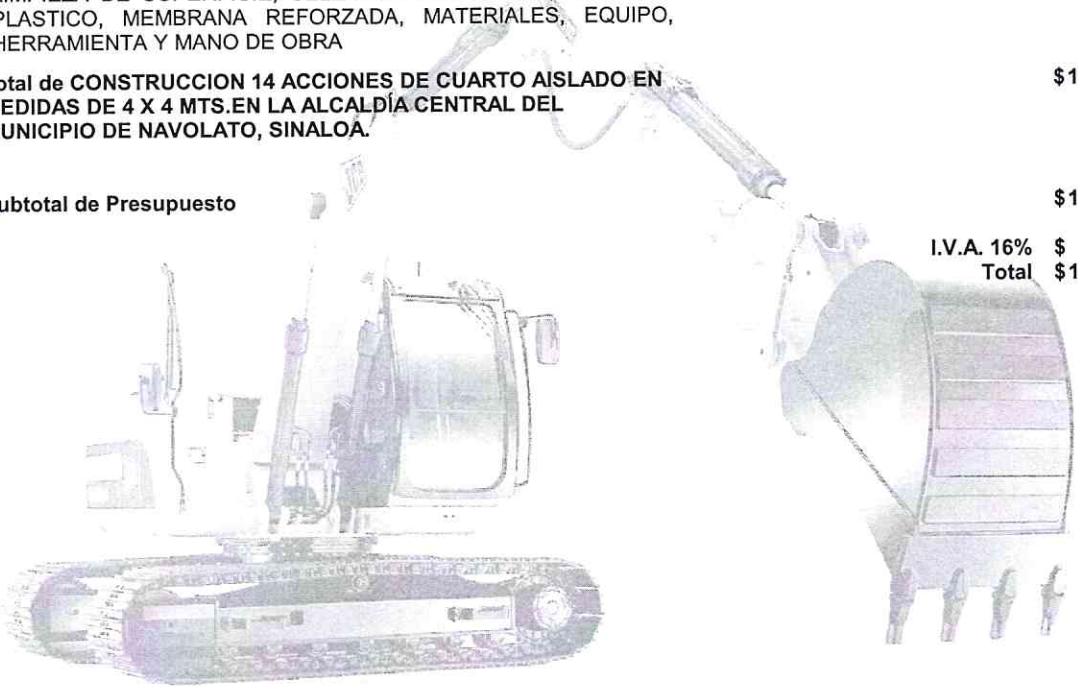 PLASTICO, MEMBRANA REFORZADA, MATERIALES, EQUIPO,
HERRAMIENTA Y MANO DE OBRA
otal de CONSTRUCCION 14 ACCIONES DE CUARTO AISLADO EN $1
EDIDAS DE 4 X 4 MTS.EN LA ALCALDÍA CENTRAL DEL
UNICIPIO DE NAVOLATO, SINALOA.
ubtotal de Presupuesto $1
I.V.A. 16% $
Total $1